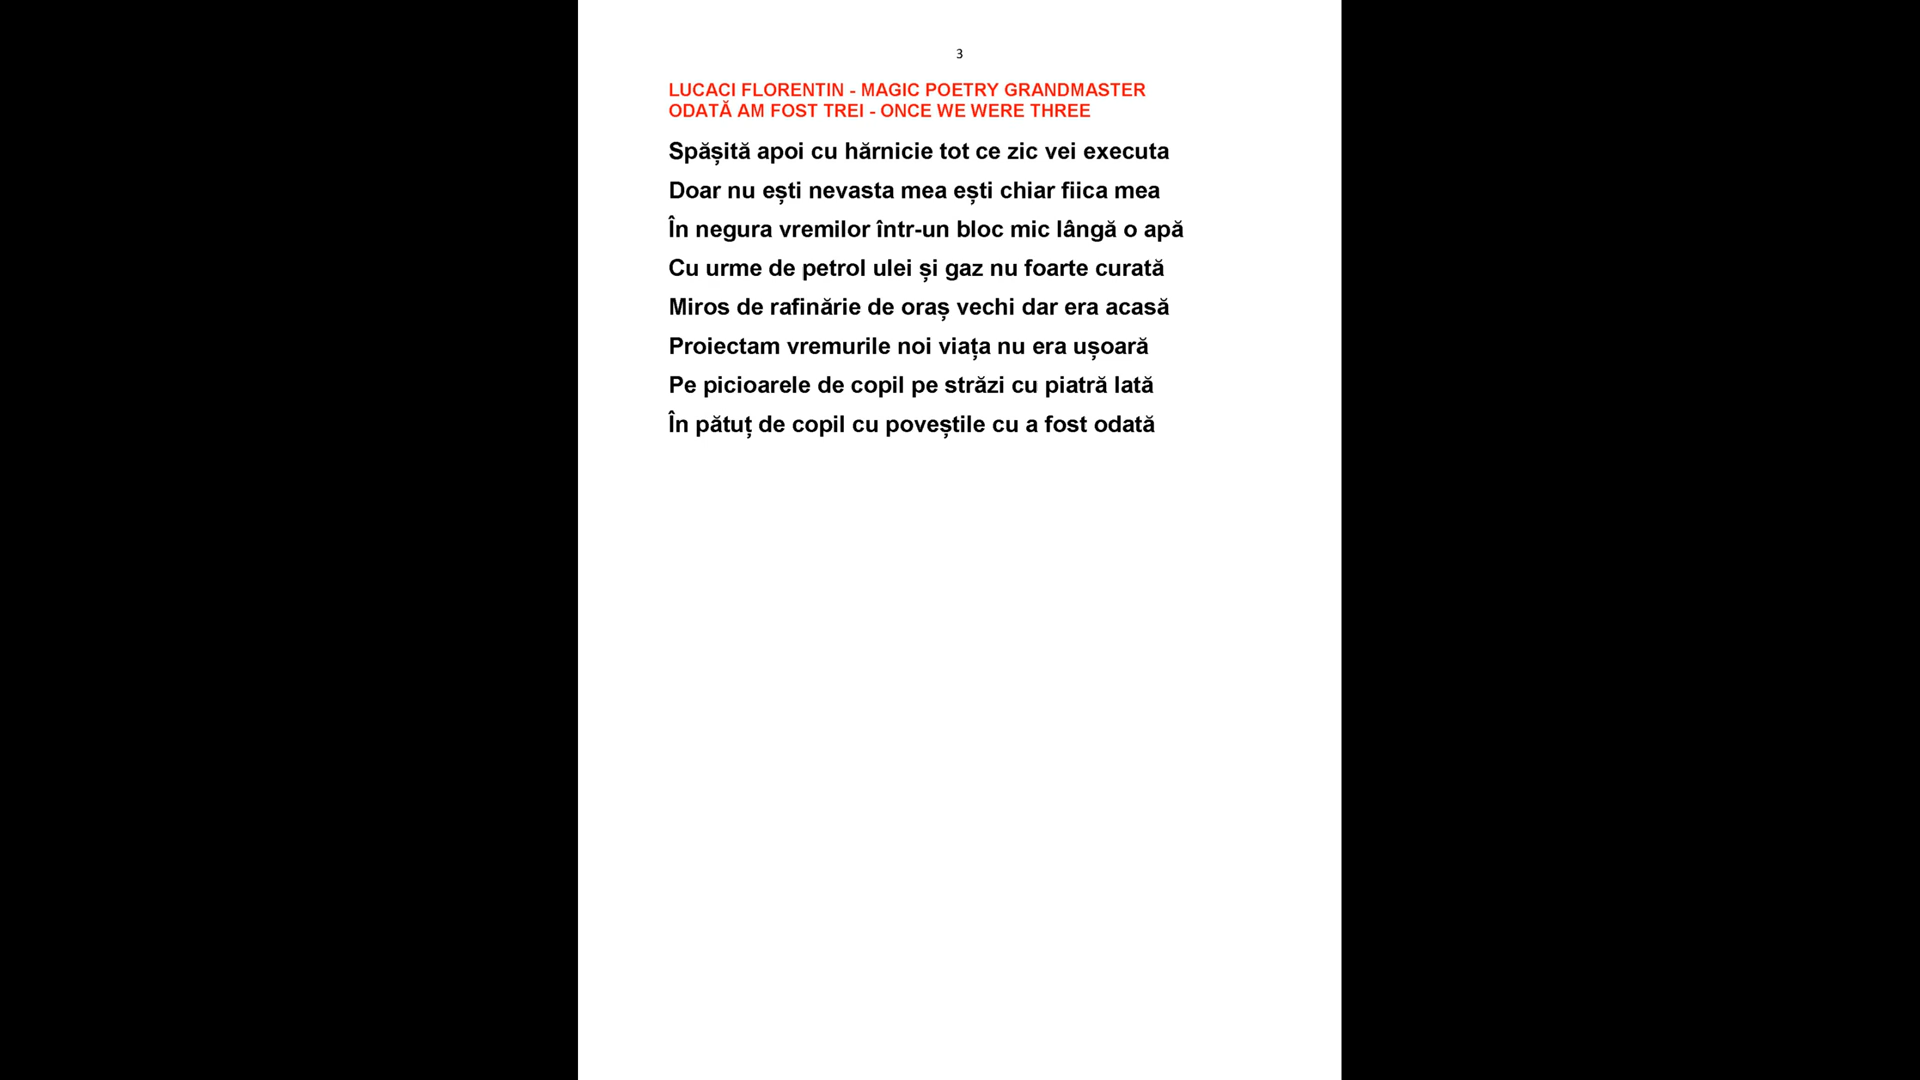 3
LUCACI FLORENTIN - MAGIC POETRY GRANDMASTER
ODATĂ AM FOST TREI - ONCE WE WERE THREE
Spășită apoi cu hărnicie tot ce zic vei executa
Doar nu ești nevasta mea ești chiar fiica mea
În negura vremilor într-un bloc mic lângă o apă
Cu urme de petrol ulei și gaz nu foarte curată
Miros de rafinărie de oraș vechi dar era acasă
Proiectam vremurile noi viața nu era ușoară
Pe picioarele de copil pe străzi cu piatră lată
În pătuț de copil cu poveștile cu a fost odată